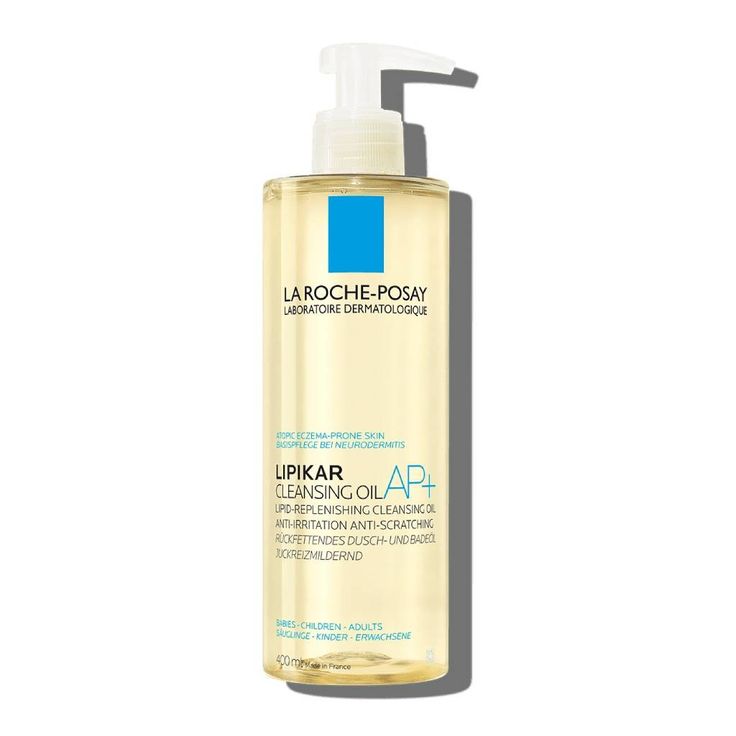 LA ROCHE-POSAY
LABORATOIRE DERMATOLOGIQUE
ATOPIC ECZEMA-PRONE SKIN
BASISPFLEGE BEI NEURODERMITIS
LIPIKAR
CLEANSING OIL AP+
LIPID-REPLENISHING CLEANSING OIL
ANTI-IRRITATION ANTI-SCRATCHING
RÜCKFETTENDES DUSCH- UND BADEÖL
JUCKREIZMILDERND
BABIES - CHILDREN - ADULTS
SÄUGLINGE - KINDER - ERWACHSENE
400 ml Made in France